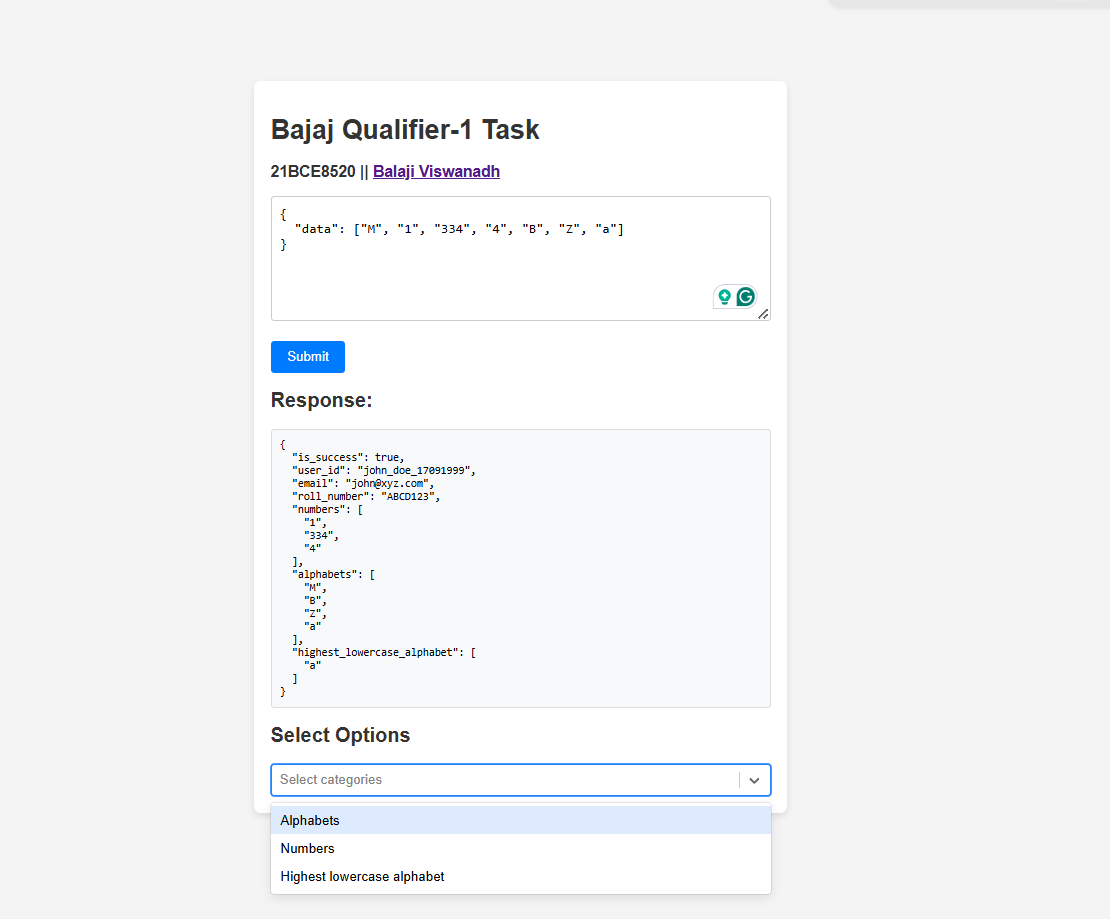 Bajaj Qualifier-1 Task
21BCE8520 || Balaji Viswanadh
{
  "data": ["M", "1", "334", "4", "B", "Z", "a"]
}
Submit
Response:
{
  "is_success": true,
  "user_id": "john_doe_17091999",
  "email": "john@xyz.com",
  "roll_number": "ABCD123",
  "numbers": [
    "1",
    "334",
    "4"
  ],
  "alphabets": [
    "M",
    "B",
    "Z",
    "a"
  ],
  "highest_lowercase_alphabet": [
    "a"
  ]
}
Select Options
Select categories
Alphabets
Numbers
Highest lowercase alphabet